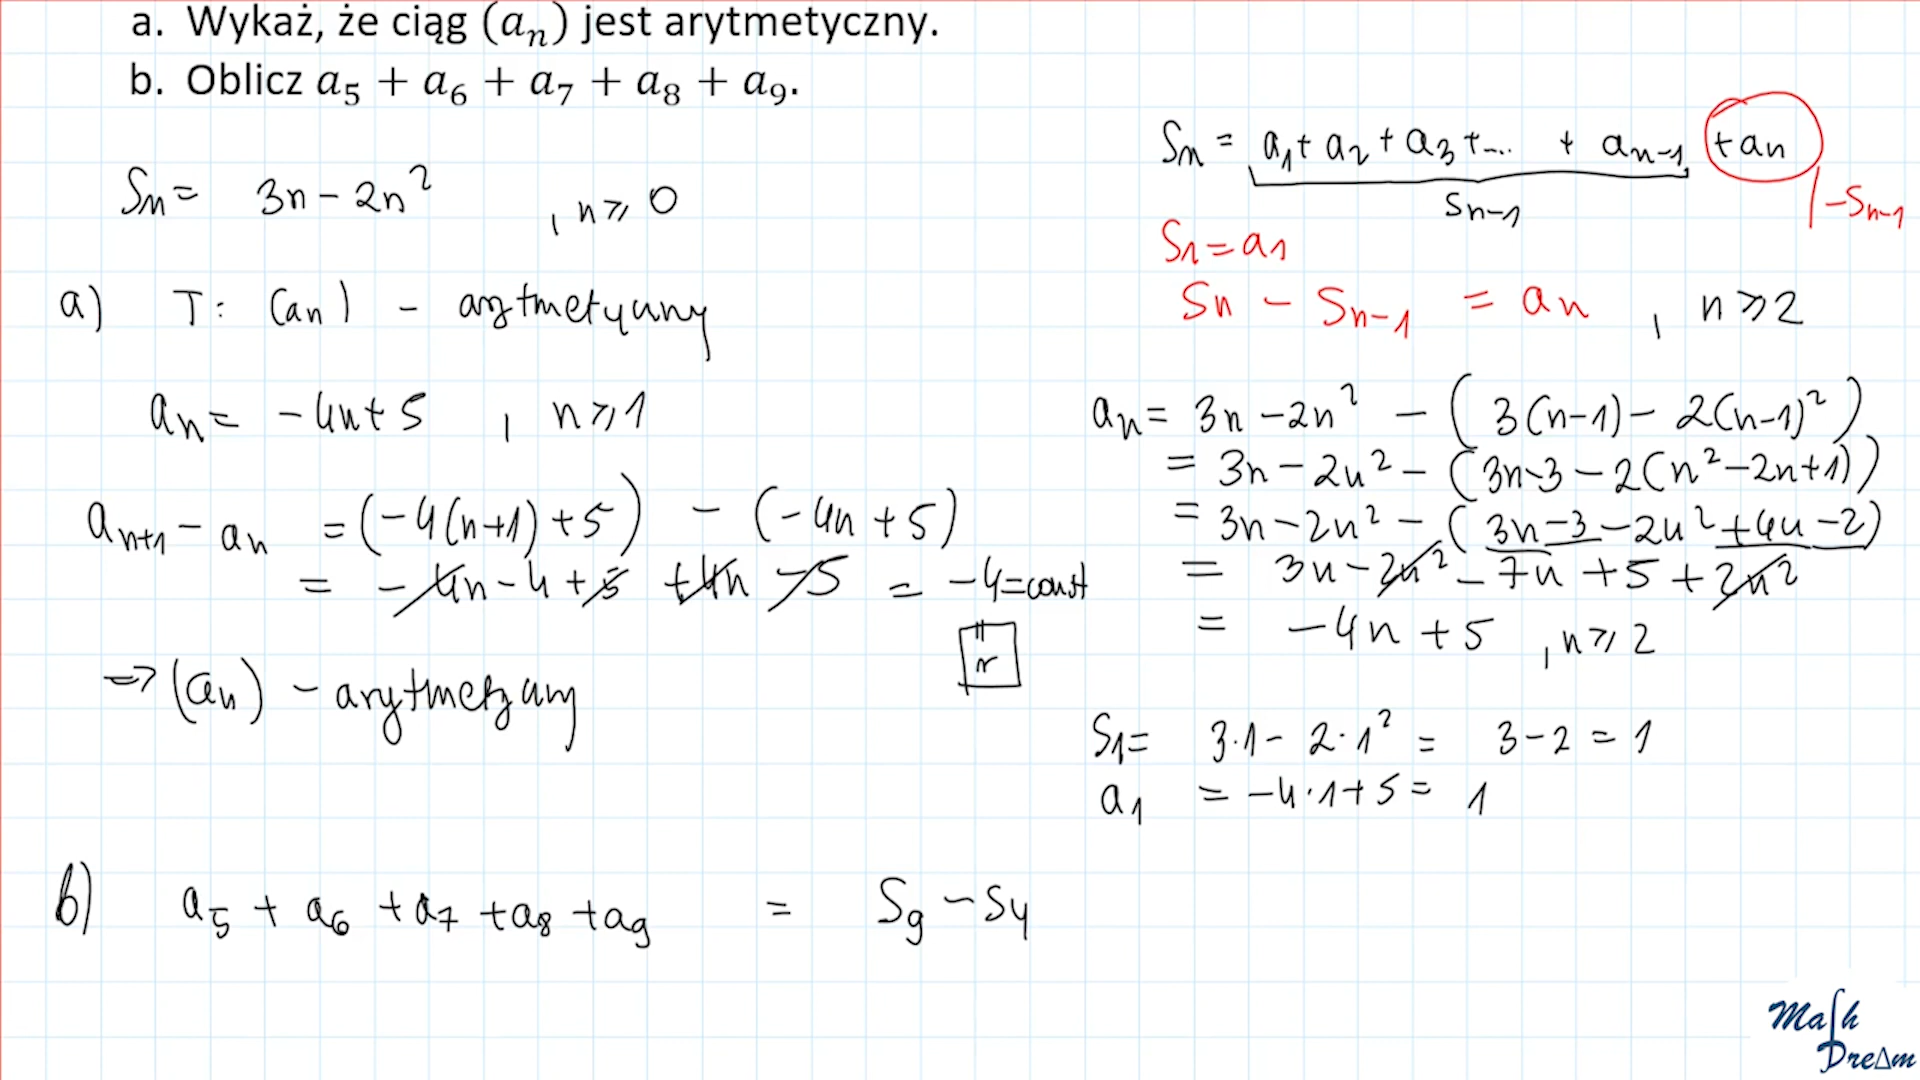 a. Wykaż, że ciąg (aₙ) jest arytmetyczny.
b. Oblicz a₅ + a₆ + a₇ + a₈ + a₉.
Sₙ = 3n - 2n² , n ⩾ 0
a) T: (aₙ) - arytmetyczny
aₙ = -4n+5 , n ⩾ 1
aₙ₊₁ - aₙ = (-4(n+1)+5) - (-4n+5)
= -4n-4+5 +4n -5 = -4=const
=
r
=> (aₙ) - arytmetyczny
Sₙ = a₁ + a₂ + a₃ + ... + aₙ₋₁ + aₙ
Sₙ₋₁ | -Sₙ₋₁
S₁ = a₁
Sₙ - Sₙ₋₁ = aₙ , n ⩾ 2
aₙ = 3n - 2n² - (3(n-1) - 2(n-1)²)
= 3n - 2n² - (3n-3 - 2(n²-2n+1))
= 3n - 2n² - (3n-3-2n²+4n-2)
= 3n - 2n² - 7n + 5 + 2n²
= -4n + 5 , n ⩾ 2
S₁ = 3·1 - 2·1² = 3-2 = 1
a₁ = -4·1+5 = 1
b) a₅ + a₆ + a₇ + a₈ + a₉ = S₉ - S₄
Math
Dre∆m